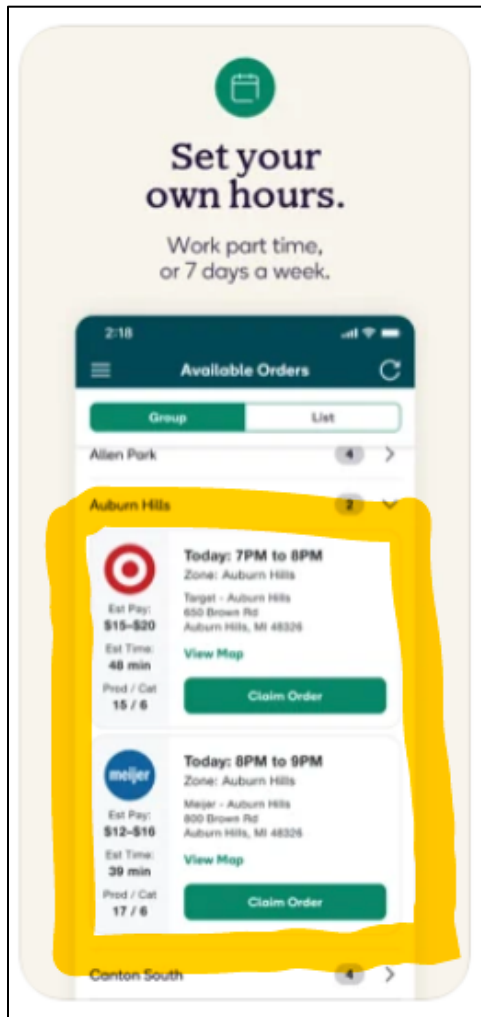 Set your
own hours.
Work part time,
or 7 days a week.
2:18
Available Orders
Group
List
Allen Park
4
Auburn Hills
2
Today: 7PM to 8PM
Zone: Auburn Hills
Target - Auburn Hills
650 Brown Rd
Auburn Hills, MI 48326
View Map
Claim Order
Est Pay:
$15–$20
Est Time:
48 min
Prod / Cat
15 / 6
meijer
Today: 8PM to 9PM
Zone: Auburn Hills
Meijer - Auburn Hills
800 Brown Rd
Auburn Hills, MI 48326
View Map
Claim Order
Est Pay:
$12–$16
Est Time:
39 min
Prod / Cat
17 / 6
Canton South
4